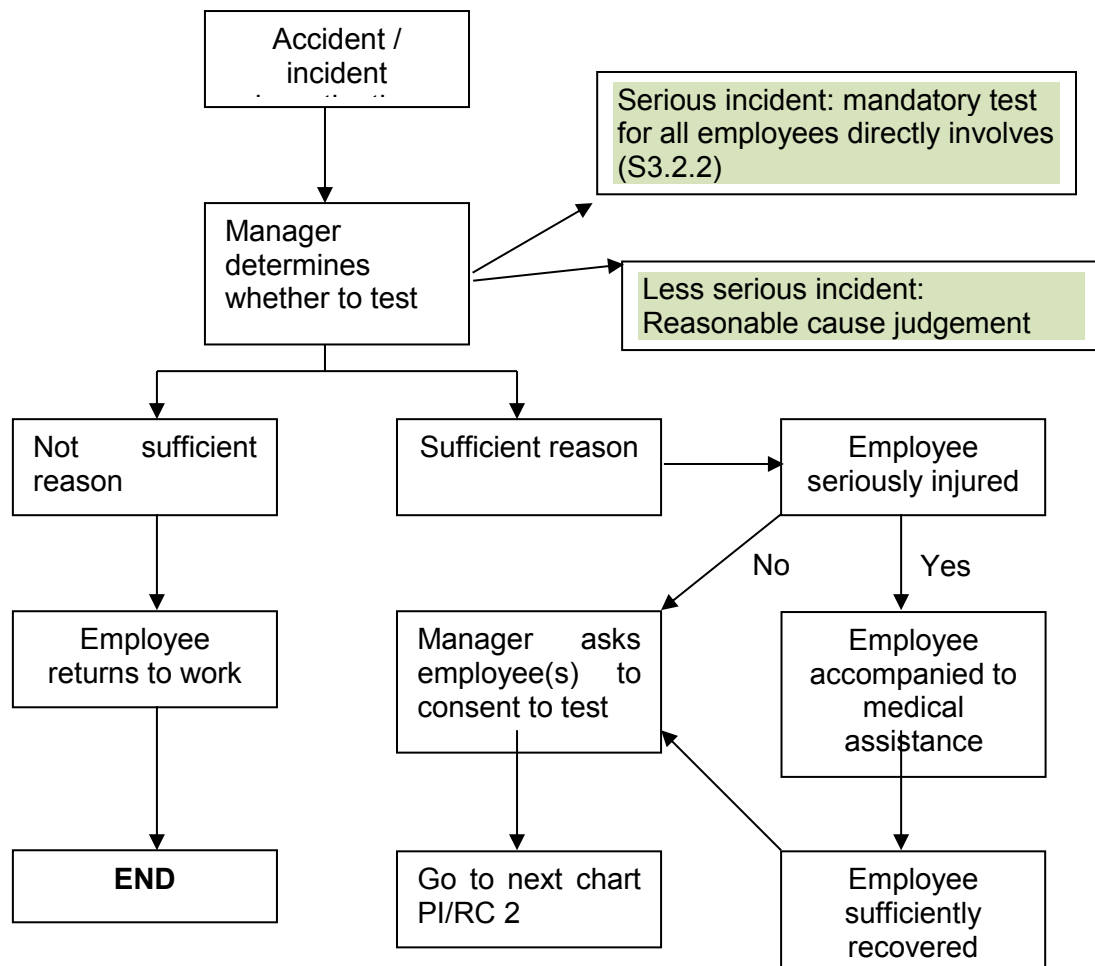 Accident /
incident
Serious incident: mandatory test
for all employees directly involves
(S3.2.2)
Manager
determines
whether to test
Less serious incident:
Reasonable cause judgement
Not sufficient
reason
Sufficient reason
Employee
seriously injured
No
Yes
Employee
returns to work
Manager asks
employee(s) to
consent to test
Employee
accompanied to
medical
assistance
END
Go to next chart
PI/RC 2
Employee
sufficiently
recovered